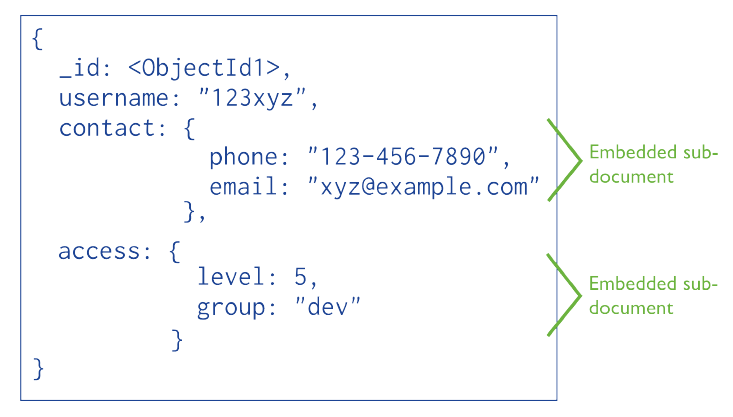 {
_id: <ObjectId1>,
username: "123xyz",
contact: {
phone: "123-456-7890",
email: "xyz@example.com"
},
access: {
level: 5,
group: "dev"
}
}
Embedded sub-
document
Embedded sub-
document